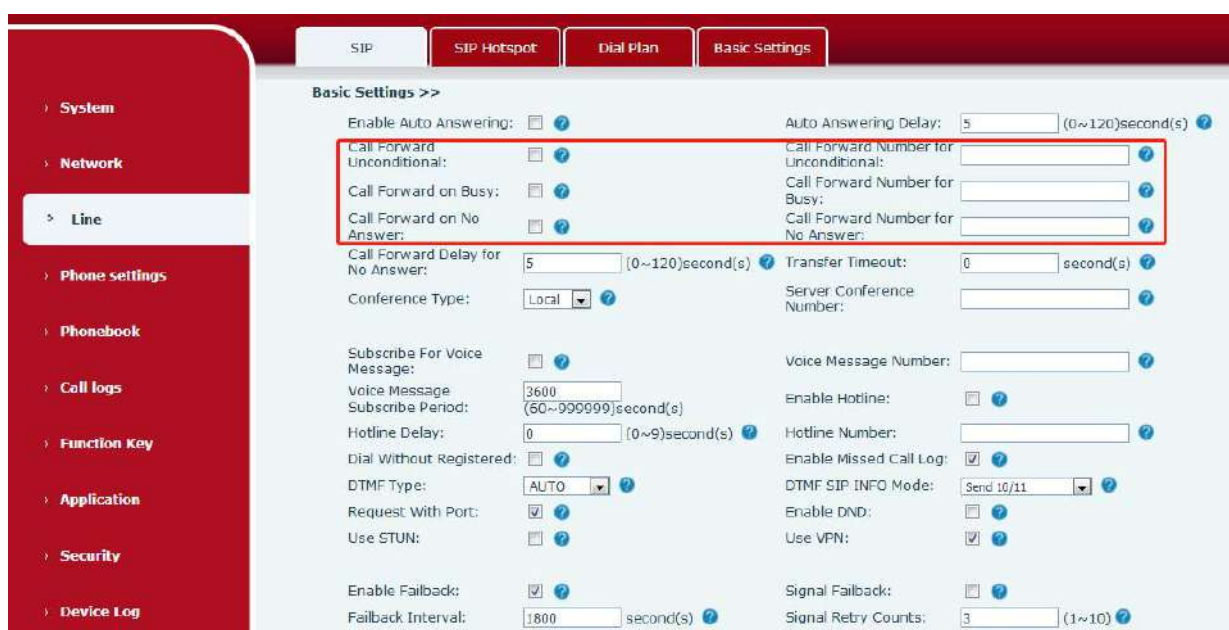 SIP
SIP Hotspot
Dial Plan
Basic Settings
System
Network
Line
Phone settings
Phonebook
Call logs
Function Key
Application
Security
Device Log
Basic Settings >>
Enable Auto Answering:
Auto Answering Delay: 5 (0~120)second(s)
Call Forward
Unconditional:
Call Forward Number for
Unconditional:
Call Forward on Busy:
Call Forward Number for
Busy:
Call Forward on No
Answer:
Call Forward Number for
No Answer:
Call Forward Delay for
No Answer:
5 (0~120)second(s)
Transfer Timeout: 0 second(s)
Conference Type: Local
Server Conference
Number:
Subscribe For Voice
Message:
Voice Message Number:
Voice Message
Subscribe Period:
3600
(60~999999)second(s)
Enable Hotline:
Hotline Delay: 0 (0~9)second(s)
Hotline Number:
Dial Without Registered:
Enable Missed Call Log:
DTMF Type: AUTO
DTMF SIP INFO Mode: Send 10/11
Request With Port:
Enable DND:
Use STUN:
Use VPN:
Enable Failback:
Signal Failback:
Failback Interval: 1800 second(s)
Signal Retry Counts: 3 (1~10)